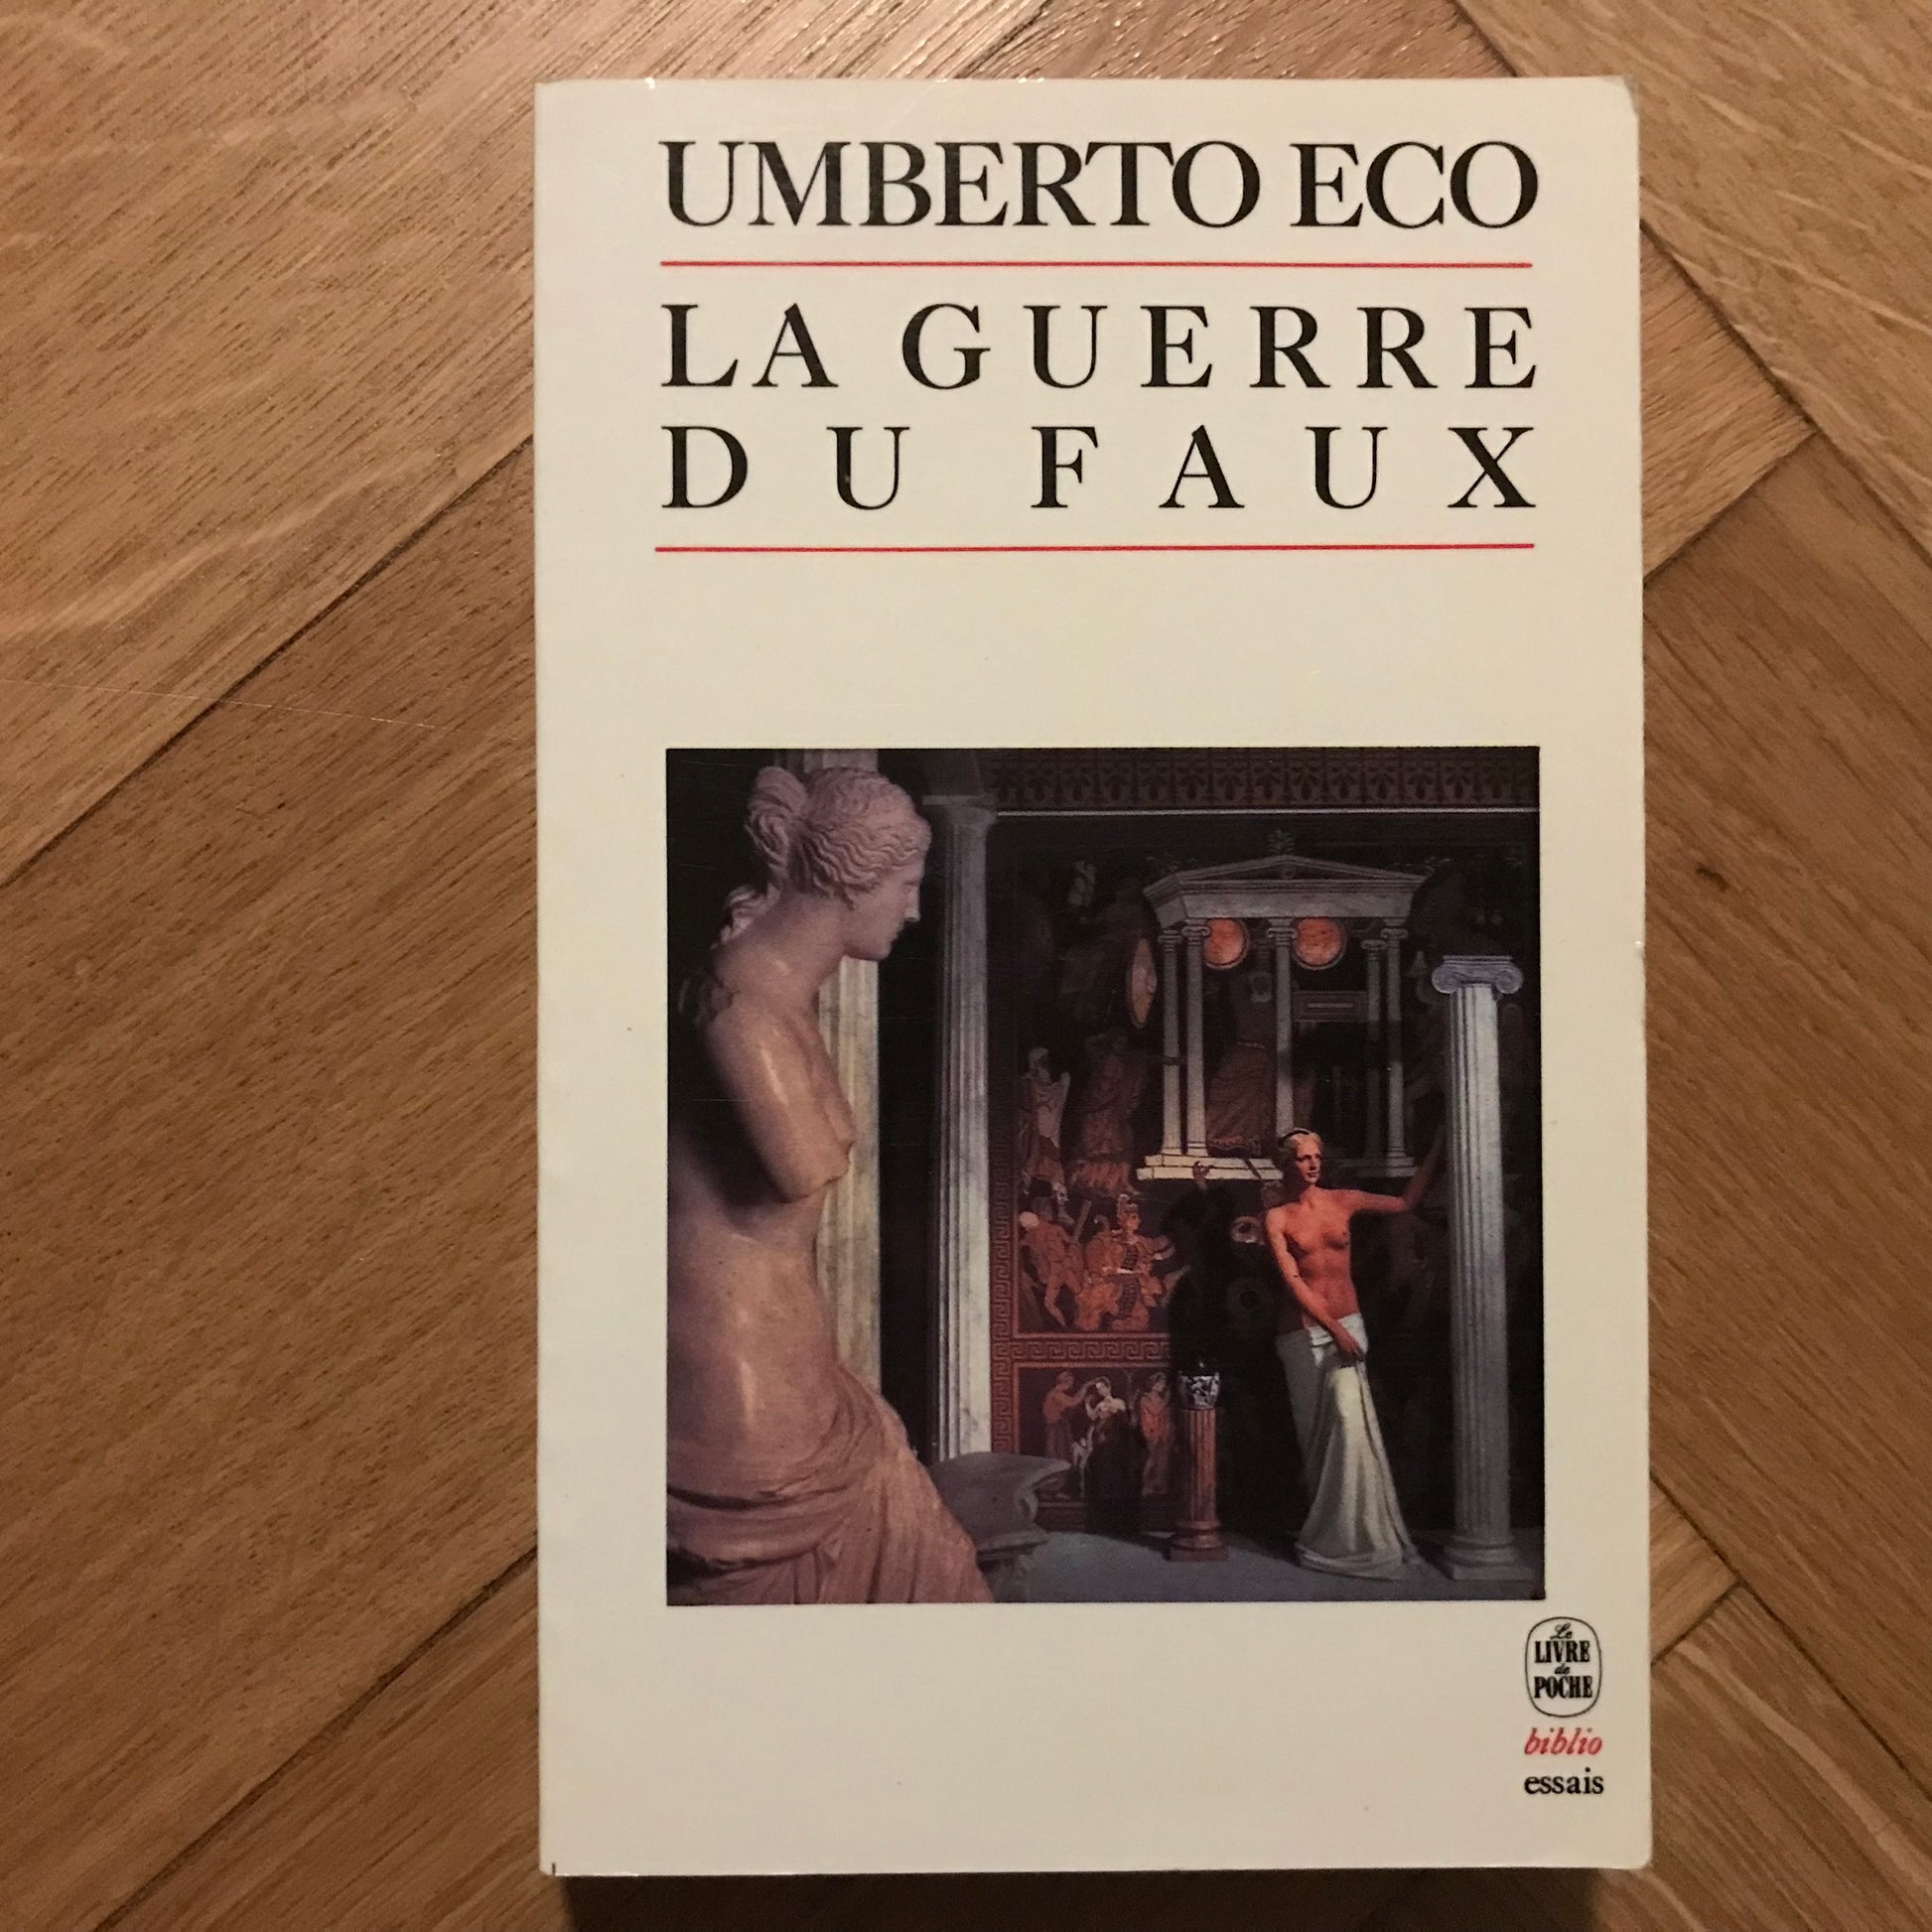 UMBERTO ECO
LA GUERRE
DU FAUX
Le
LIVRE
de
POCHE
biblio
essais